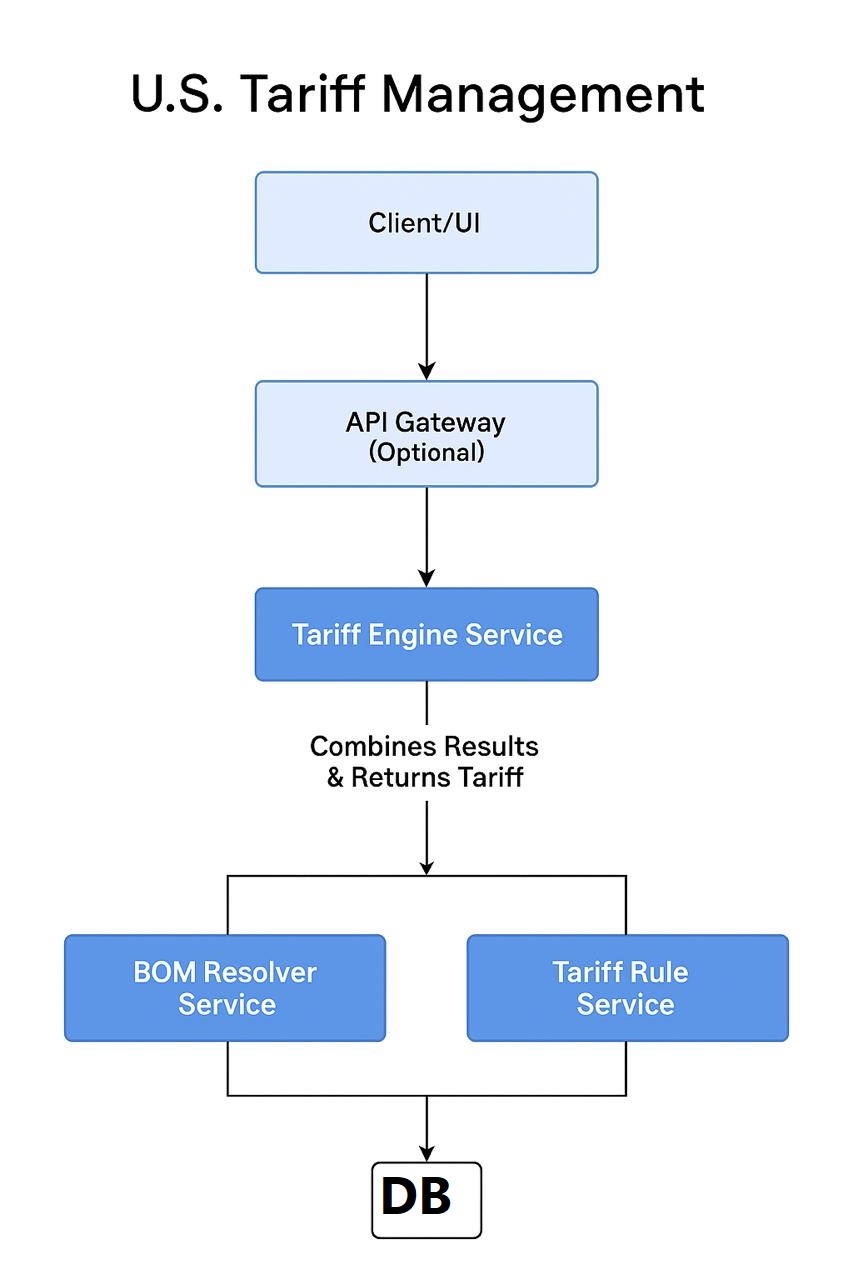 U.S. Tariff Management
Client/UI
API Gateway
(Optional)
Tariff Engine Service
Combines Results
& Returns Tariff
BOM Resolver
Service
Tariff Rule
Service
DB